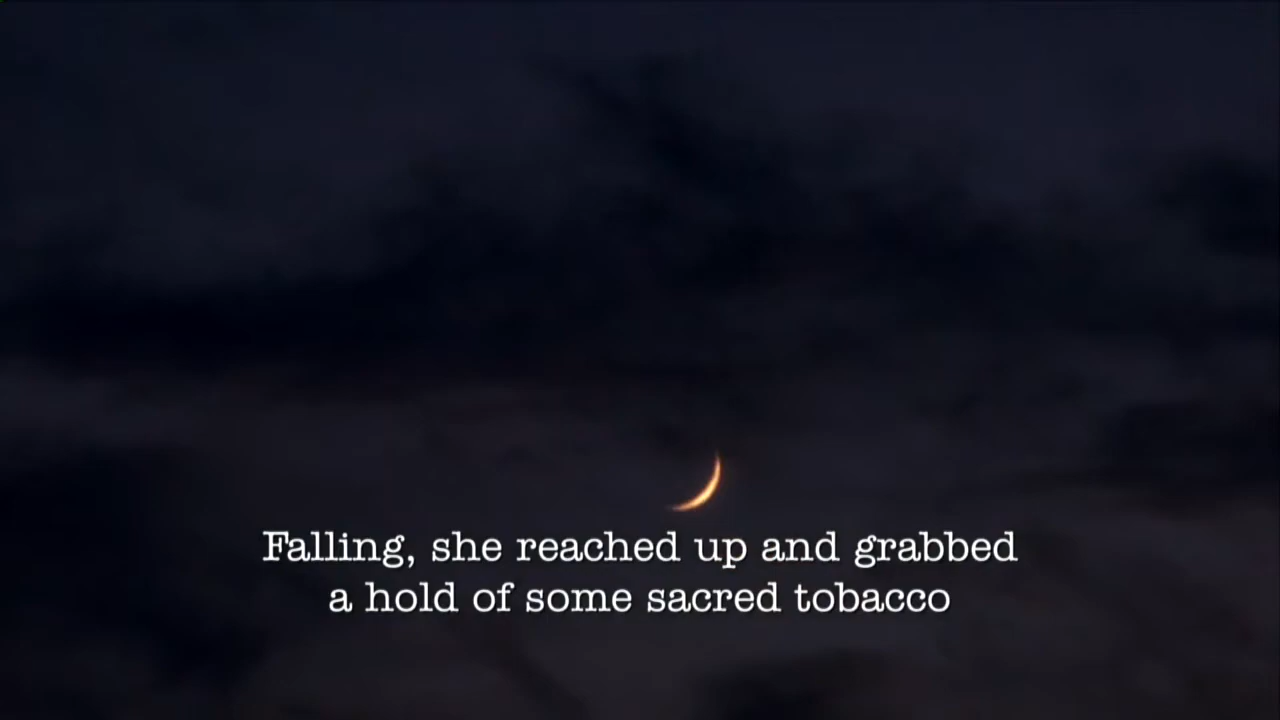 Falling, she reached up and grabbed
a hold of some sacred tobacco